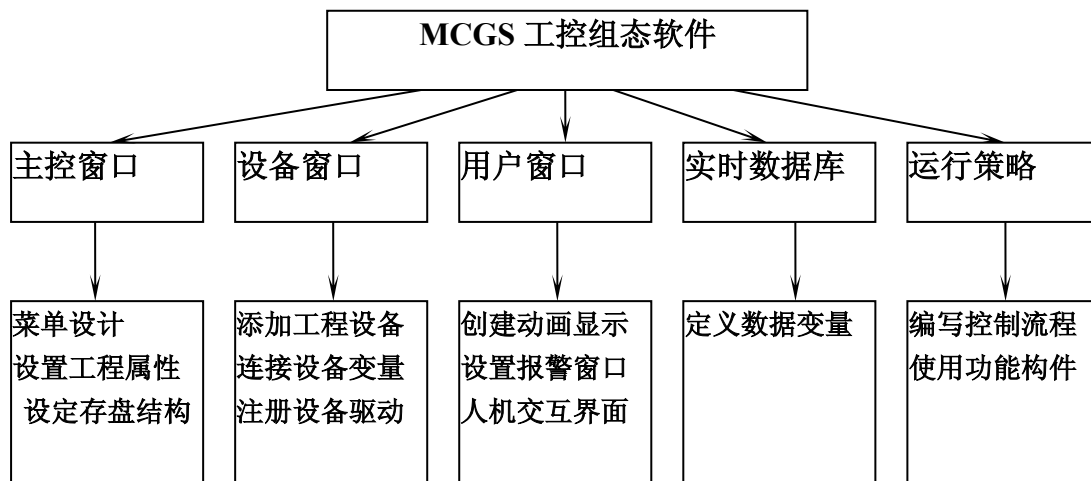 MCGS 工控组态软件
主控窗口
设备窗口
用户窗口
实时数据库
运行策略
菜单设计
设置工程属性
设定存盘结构
添加工程设备
连接设备变量
注册设备驱动
创建动画显示
设置报警窗口
人机交互界面
定义数据变量
编写控制流程
使用功能构件